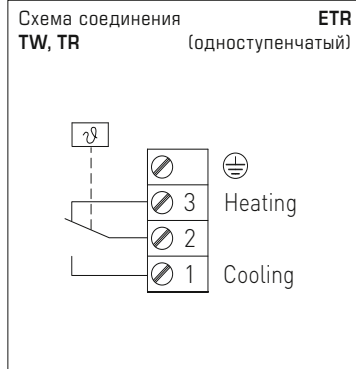 Схема соединения ETR
TW, TR (одноступенчатый)
ϑ
3 Heating
2
1 Cooling